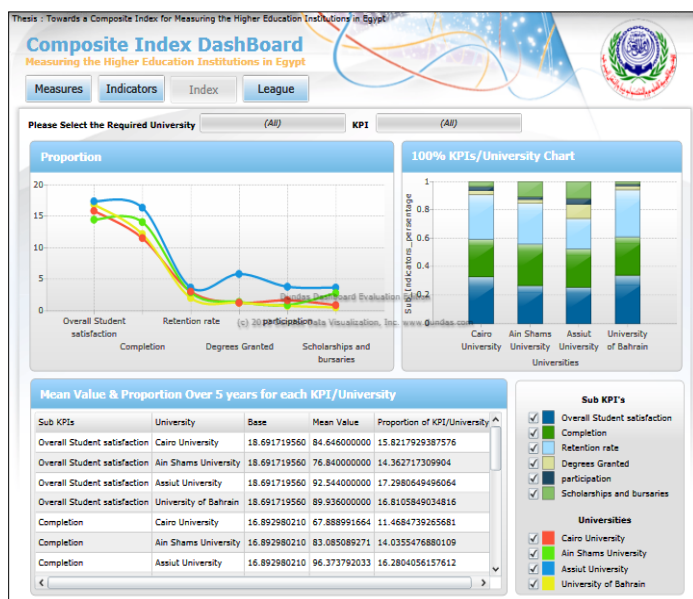 Thesis : Towards a Composite Index for Measuring the Higher Education Institutions in Egypt
Composite Index DashBoard
Measuring the Higher Education Institutions in Egypt
Measures Indicators Index League
Please Select the Required University (All) KPI (All)
Proportion
20
15
10
5
0
Overall Student satisfaction
Completion
Retention rate
Degrees Granted
participation
Scholarships and bursaries
Dundas Dashboard Evaluation
Data Visualization, Inc. www.dundas.com
100% KPIs/University Chart
Sub_Indicators_persentage
1
0.8
0.6
0.4
0.2
0
Cairo University
Ain Shams University
Assiut University
University of Bahrain
Universities
Mean Value & Proportion Over 5 years for each KPI/University
Sub KPIs University Base Mean Value Proportion of KPI/University
Overall Student satisfaction Cairo University 18.691719560 84.646000000 15.8217929387576
Overall Student satisfaction Ain Shams University 18.691719560 76.840000000 14.362717309904
Overall Student satisfaction Assiut University 18.691719560 92.544000000 17.2980649496064
Overall Student satisfaction University of Bahrain 18.691719560 89.936000000 16.8105849034816
Completion Cairo University 16.892980210 67.888991664 11.4684739265681
Completion Ain Shams University 16.892980210 83.085089271 14.0355476880109
Completion Assiut University 16.892980210 96.373792033 16.2804056157612
Sub KPI's
Overall Student satisfaction
Completion
Retention rate
Degrees Granted
participation
Scholarships and bursaries
Universities
Cairo University
Ain Shams University
Assiut University
University of Bahrain